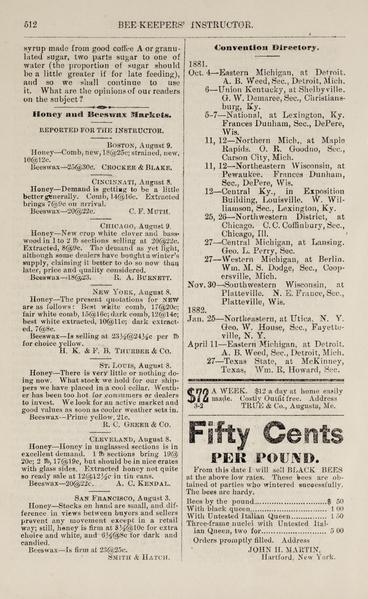 512 BEE-KEEPERS' INSTRUCTOR.
syrup made from good coffee A or granu-
lated sugar, two parts sugar to one of
water (the proportion of sugar should
be a little greater if for late feeding),
and so we shall continue to use
it. What are the opinions of our readers
on the subject?
Honey and Beeswax Markets.
REPORTED FOR THE INSTRUCTOR.
BOSTON, August 9.
Honey—Comb, new, 18@25c; strained, new,
10@12c.
Beeswax—25@30c. CROCKER & BLAKE.
CINCINNATI, August 8.
Honey—Demand is getting to be a little
better generally. Comb, 14@16c. Extracted
brings 7@9c on arrival.
Beeswax—20@22c. C. F. MUTH.
CHICAGO, August 9.
Honey—New crop white clover and bass-
wood in 1 to 2 lb sections selling at 20@22c.
Extracted, 8@9c. The demand as yet light,
although some dealers have bought a winter's
supply, claiming it better to do so now than
later, price and quality considered.
Beeswax—18@23. R. A. BURNETT.
NEW YORK, August 8.
Honey—The present quotations for NEW
are as follows: Best white comb, 17@20c;
fair white comb, 15@16c; dark comb, 12@14c;
best white extracted, 10@11c; dark extract-
ed, 7@8c.
Beeswax—Is selling at 23½@24½c per lb
for choice yellow.
H. K. & F. B. THURBER & CO.
ST. LOUIS, August 8.
Honey—There is very little or nothing do-
ing now. What stock we hold for our ship-
pers we have placed in a cool cellar. Weath-
er has been too hot for consumers or dealers
to invest. We look for an active market and
good values as soon as cooler weather sets in.
Beeswax—Prime yellow, 21c.
R. C. GREER & CO.
CLEVELAND, August 8.
Honey—Honey in unglassed sections is in
excellent demand. 1 lb sections bring 19@
20c; 2 lb, 17@19c, but should be in nice crates
with glass sides. Extracted honey not quite
so ready sale at 12@12½c in tin cans.
Beeswax—20@22c. A. C. KENDAL.
SAN FRANCISCO, August 3.
Honey—Stocks on hand are small, and dif-
ference in views between buyers and sellers
prevent any movement except in a retail
way; still, honey is firm at 8½@10c for extra
choice and white, and 6½@8c for dark and
candied.
Beeswax—Is firm at 23@25c.
SMITH & HATCH.
Convention Directory.
1881.
Oct. 4—Eastern Michigan, at Detroit.
A. B. Weed, Sec., Detroit, Mich.
6—Union Kentucky, at Shelbyville.
G. W. Demaree, Sec., Christians-
burg, Ky.
5-7—National, at Lexington, Ky.
Frances Dunham, Sec., DePere,
Wis.
11, 12—Northern Mich., at Maple
Rapids. O. R. Goodno, Sec.,
Carson City, Mich.
11, 12—Northeastern Wisconsin, at
Pewaukee. Frances Dunham,
Sec., DePere, Wis.
12—Central Ky., in Exposition
Building, Louisville. W. Wil-
liamson, Sec., Lexington, Ky.
25, 26—Northwestern District, at
Chicago. C. C. Coffinbury, Sec.,
Chicago, Ill.
27—Central Michigan, at Lansing.
Geo. L. Perry, Sec.
27—Western Michigan, at Berlin.
Wm. M. S. Dodge, Sec., Coop-
ersville, Mich.
Nov. 30—Southwestern Wisconsin, at
Platteville. N. E. France, Sec.,
Platteville, Wis.
1882.
Jan. 25—Northeastern, at Utica, N. Y.
Geo. W. House, Sec., Fayette-
ville, N. Y.
April 11—Eastern Michigan, at Detroit.
A. B. Weed, Sec., Detroit, Mich.
27—Texas State, at McKinney,
Texas, Wm. R. Howard, Sec.
$72 A WEEK. $12 a day at home easily
made. Costly Outfit free. Address
3-2 TRUE & CO., Augusta, Me.
Fifty Cents
PER POUND.
From this date I will sell BLACK BEES
at the above low rates. These bees are ob-
tained of parties who wintered successfully.
The bees are hardy.
Bees by the pound............$ 50
With black queen............ 1 00
With Untested Italian Queen............ 1 50
Three-frame nuclei with Untested Ital-
ian Queen, two for............ 5 00
Orders promptly filled. Address
JOHN H. MARTIN,
Hartford, New York.